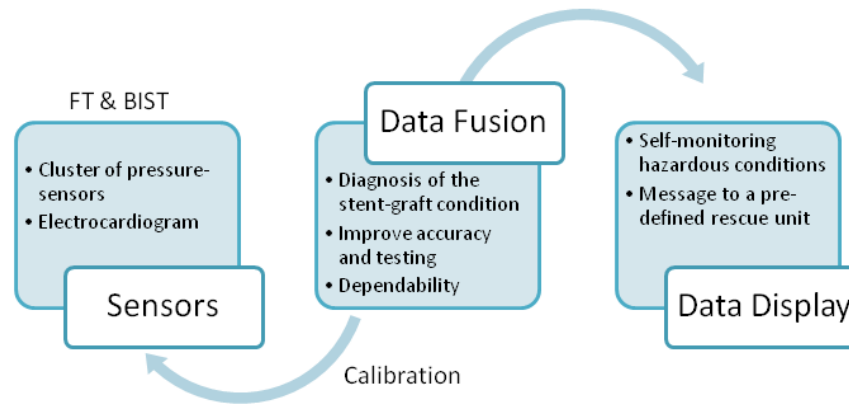 FT & BIST
• Cluster of pressure-
sensors
• Electrocardiogram
Sensors
Data Fusion
• Diagnosis of the
stent-graft condition
• Improve accuracy
and testing
• Dependability
Calibration
• Self-monitoring
hazardous conditions
• Message to a pre-
defined rescue unit
Data Display